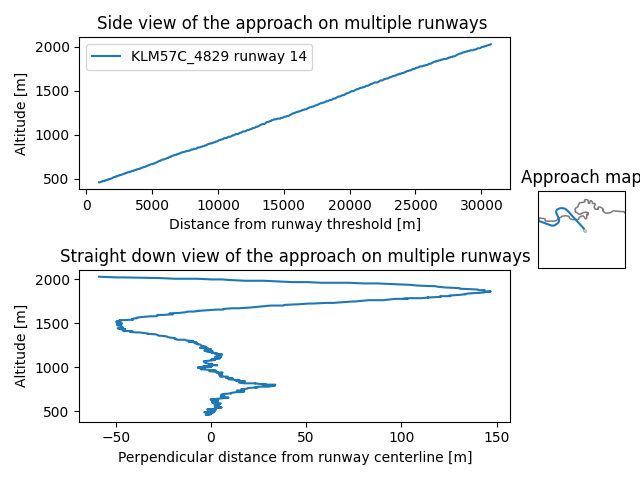 Side view of the approach on multiple runways
2000
1500
1000
500
Altitude [m]
KLM57C_4829 runway 14
0 5000 10000 15000 20000 25000 30000
Distance from runway threshold [m]
Approach map
Straight down view of the approach on multiple runways
2000
1500
1000
500
Altitude [m]
−50 0 50 100 150
Perpendicular distance from runway centerline [m]